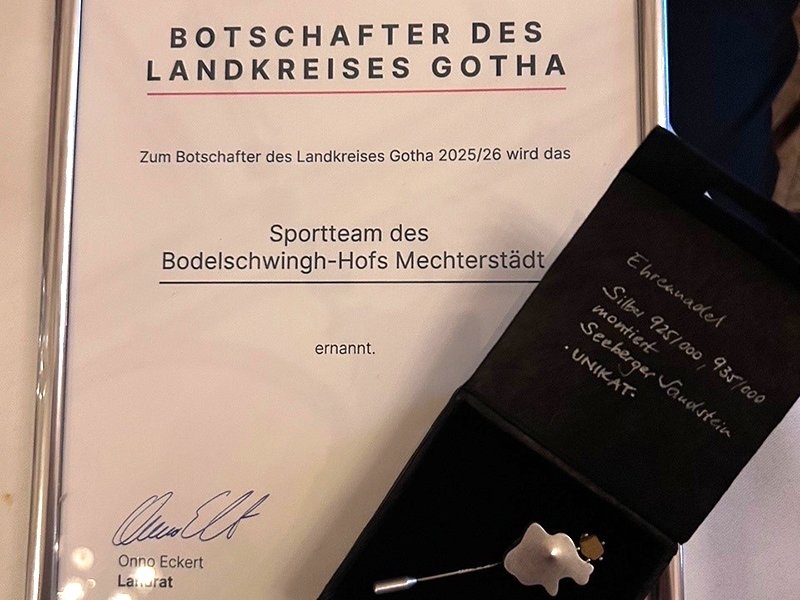 BOTSCHAFTER DES
LANDKREISES GOTHA
Zum Botschafter des Landkreises Gotha 2025/26 wird das
Sportteam des
Bodelschwingh-Hofs Mechterstädt
ernannt.
Onno Eckert
Landrat
Ehrennadel
Silber 925/000, 935/000
montiert
Seeberger Sandstein
· UNIKAT·